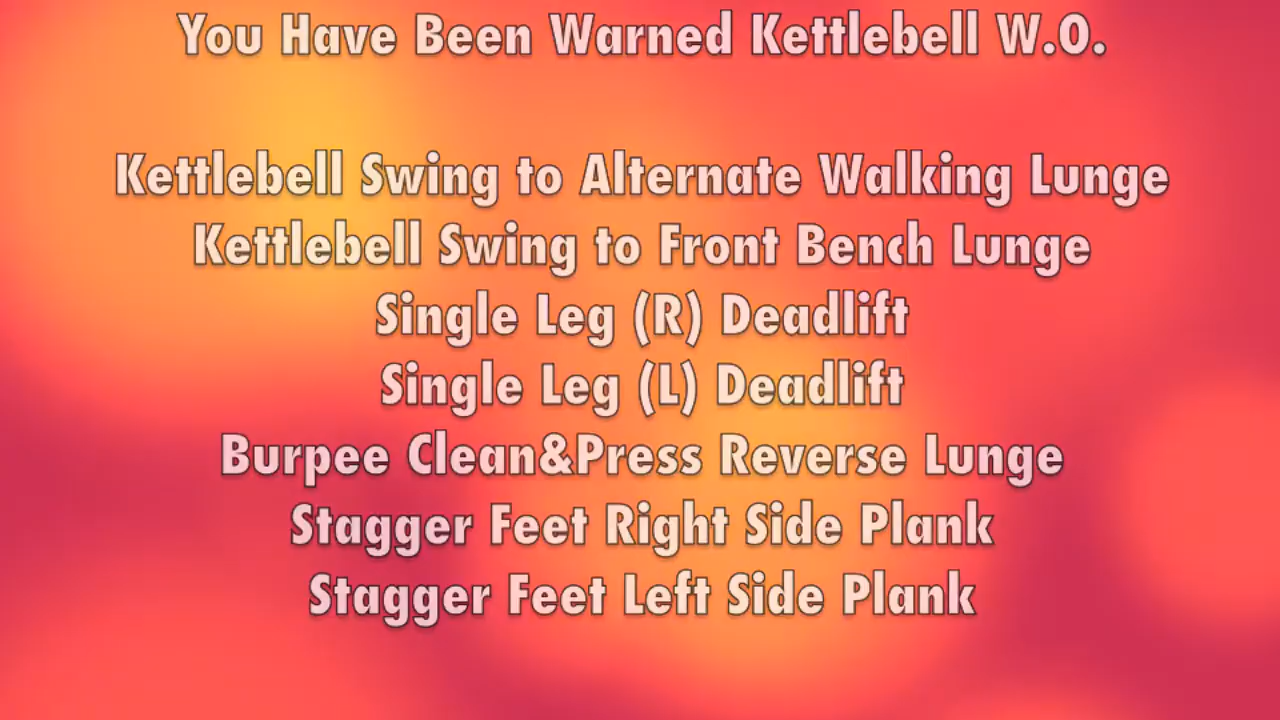 You Have Been Warned Kettlebell W.O.
Kettlebell Swing to Alternate Walking Lunge
Kettlebell Swing to Front Bench Lunge
Single Leg (R) Deadlift
Single Leg (L) Deadlift
Burpee Clean&Press Reverse Lunge
Stagger Feet Right Side Plank
Stagger Feet Left Side Plank